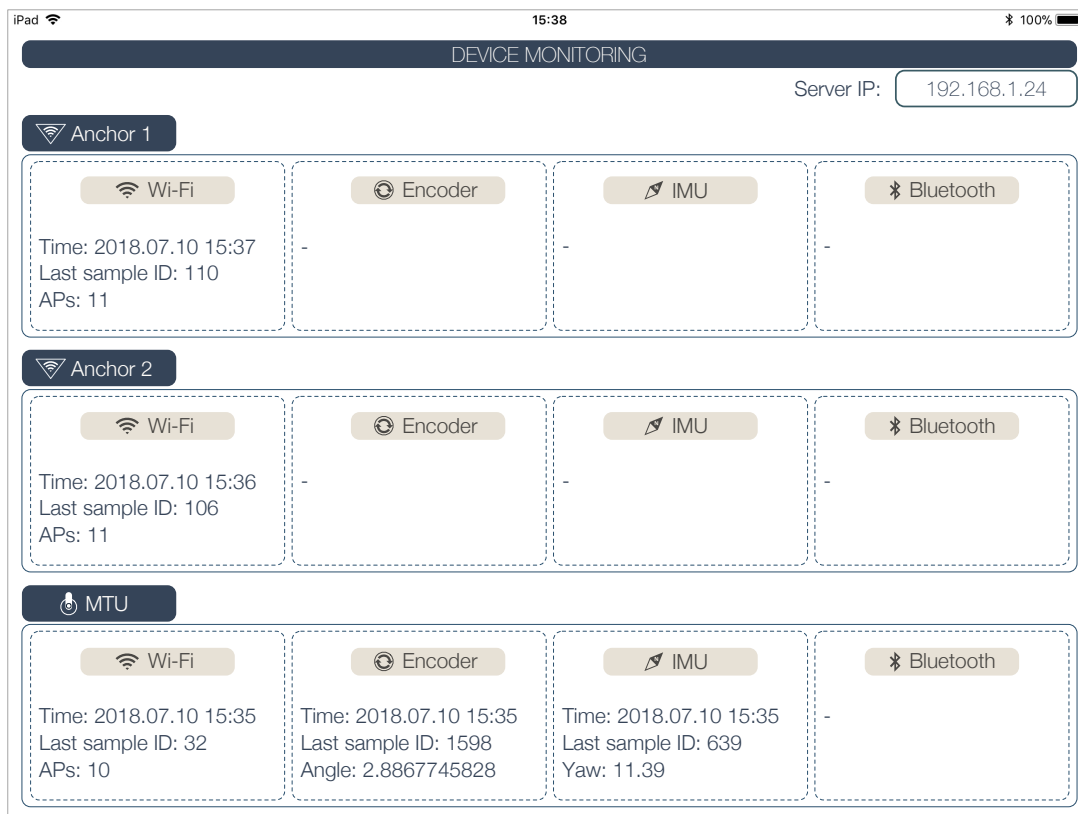 iPad 15:38 100%
DEVICE MONITORING
Server IP: 192.168.1.24
Anchor 1
Wi-Fi
Time: 2018.07.10 15:37
Last sample ID: 110
APs: 11
Encoder
-
IMU
-
Bluetooth
-
Anchor 2
Wi-Fi
Time: 2018.07.10 15:36
Last sample ID: 106
APs: 11
Encoder
-
IMU
-
Bluetooth
-
MTU
Wi-Fi
Time: 2018.07.10 15:35
Last sample ID: 32
APs: 10
Encoder
Time: 2018.07.10 15:35
Last sample ID: 1598
Angle: 2.8867745828
IMU
Time: 2018.07.10 15:35
Last sample ID: 639
Yaw: 11.39
Bluetooth
-